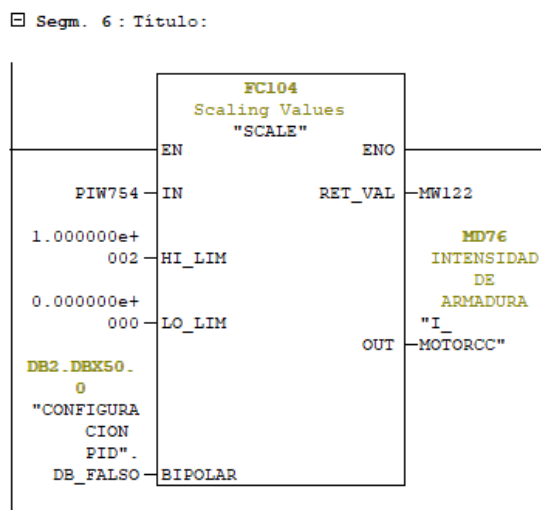 Segm. 6 : Título:
FC104
Scaling Values
"SCALE"
EN
ENO
PIW754
IN
RET_VAL
MW122
1.000000e+
002
HI_LIM
MD76
INTENSIDAD
DE
ARMADURA
"I_
MOTORCC"
0.000000e+
000
LO_LIM
OUT
DB2.DBX50.
0
"CONFIGURA
CION
PID".
DB_FALSO
BIPOLAR